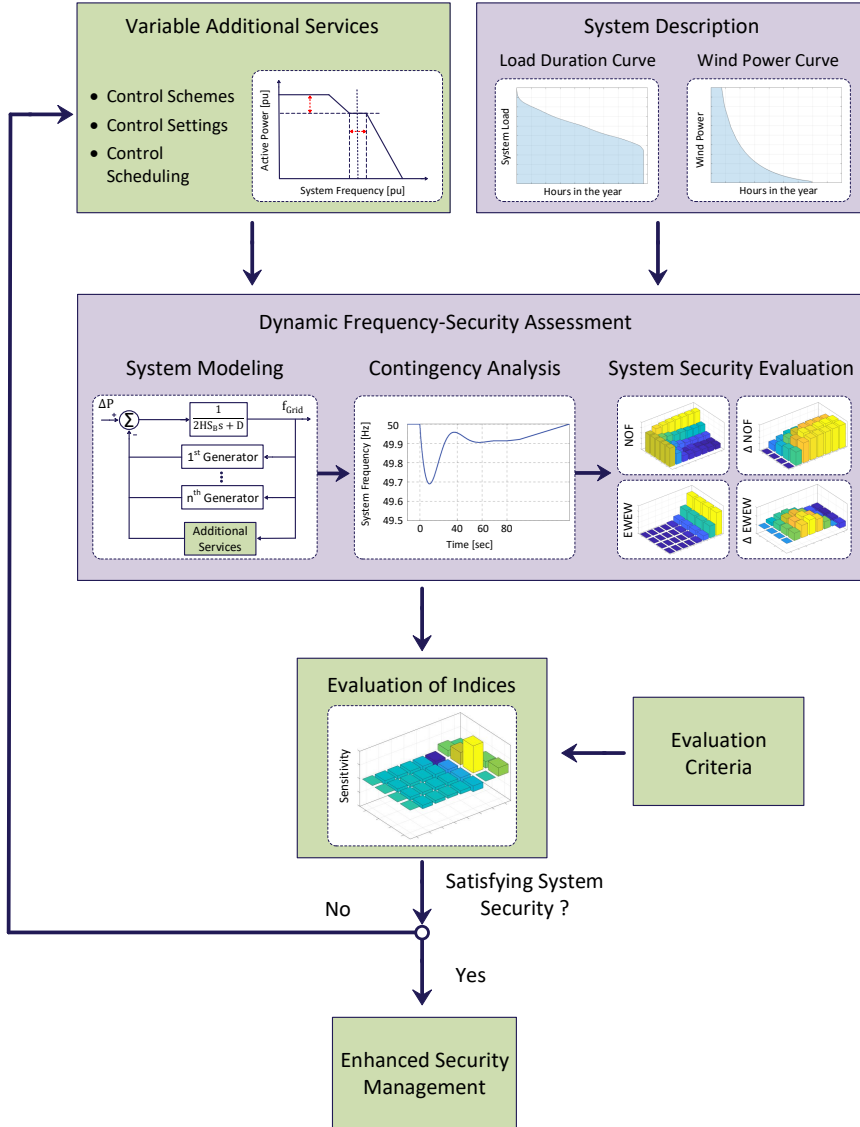 Variable Additional Services
• Control Schemes
• Control Settings
• Control
Scheduling
Active Power [pu]
System Frequency [pu]
System Description
Load Duration Curve
Wind Power Curve
System Load
Hours in the year
Wind Power
Hours in the year
Dynamic Frequency-Security Assessment
System Modeling
Contingency Analysis
System Security Evaluation
ΔP
+
Σ
−
1
2HS_B s + D
f_Grid
1st Generator
⋮
nth Generator
Additional
Services
System Frequency [Hz]
50
49.9
49.8
49.7
49.6
49.5
0 40 60 80
Time [sec]
NOF
Δ NOF
EWEW
Δ EWEW
Evaluation of Indices
Sensitivity
Evaluation
Criteria
Satisfying System
Security ?
No
Yes
Enhanced Security
Management